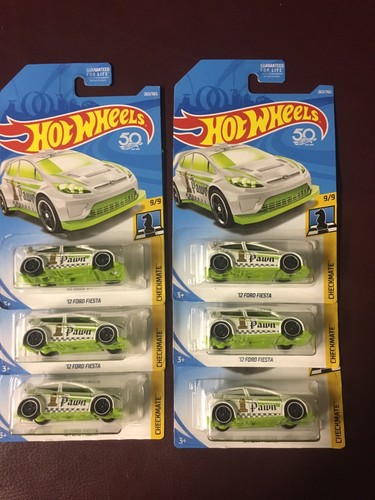 GUARANTEED
FOR LIFE
HOT WHEELS
50
9/9
Pawn
'12 FORD FIESTA
3+
CHECKMATE
Pawn
'12 FORD FIESTA
3+
CHECKMATE
Pawn
3+
CHECKMATE
GUARANTEED
FOR LIFE
HOT WHEELS
50
9/9
Pawn
'12 FORD FIESTA
3+
CHECKMATE
Pawn
'12 FORD FIESTA
3+
CHECKMATE
Pawn
3+
CHECKMATE